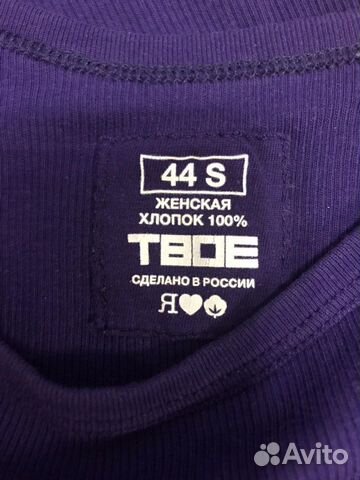 44 S
ЖЕНСКАЯ
ХЛОПОК 100%
ТВОЕ
СДЕЛАНО В РОССИИ
Я
Avito